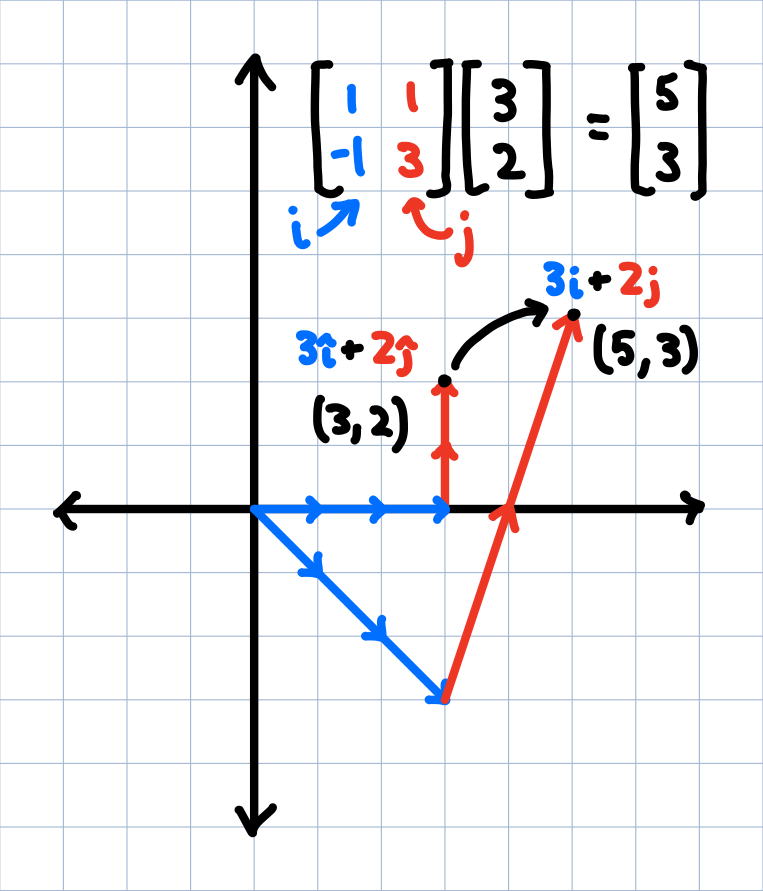 [1 1] [3] = [5]
[-1 3] [2] [3]
i j
3i + 2j
3î + 2ĵ
(5, 3)
(3, 2)